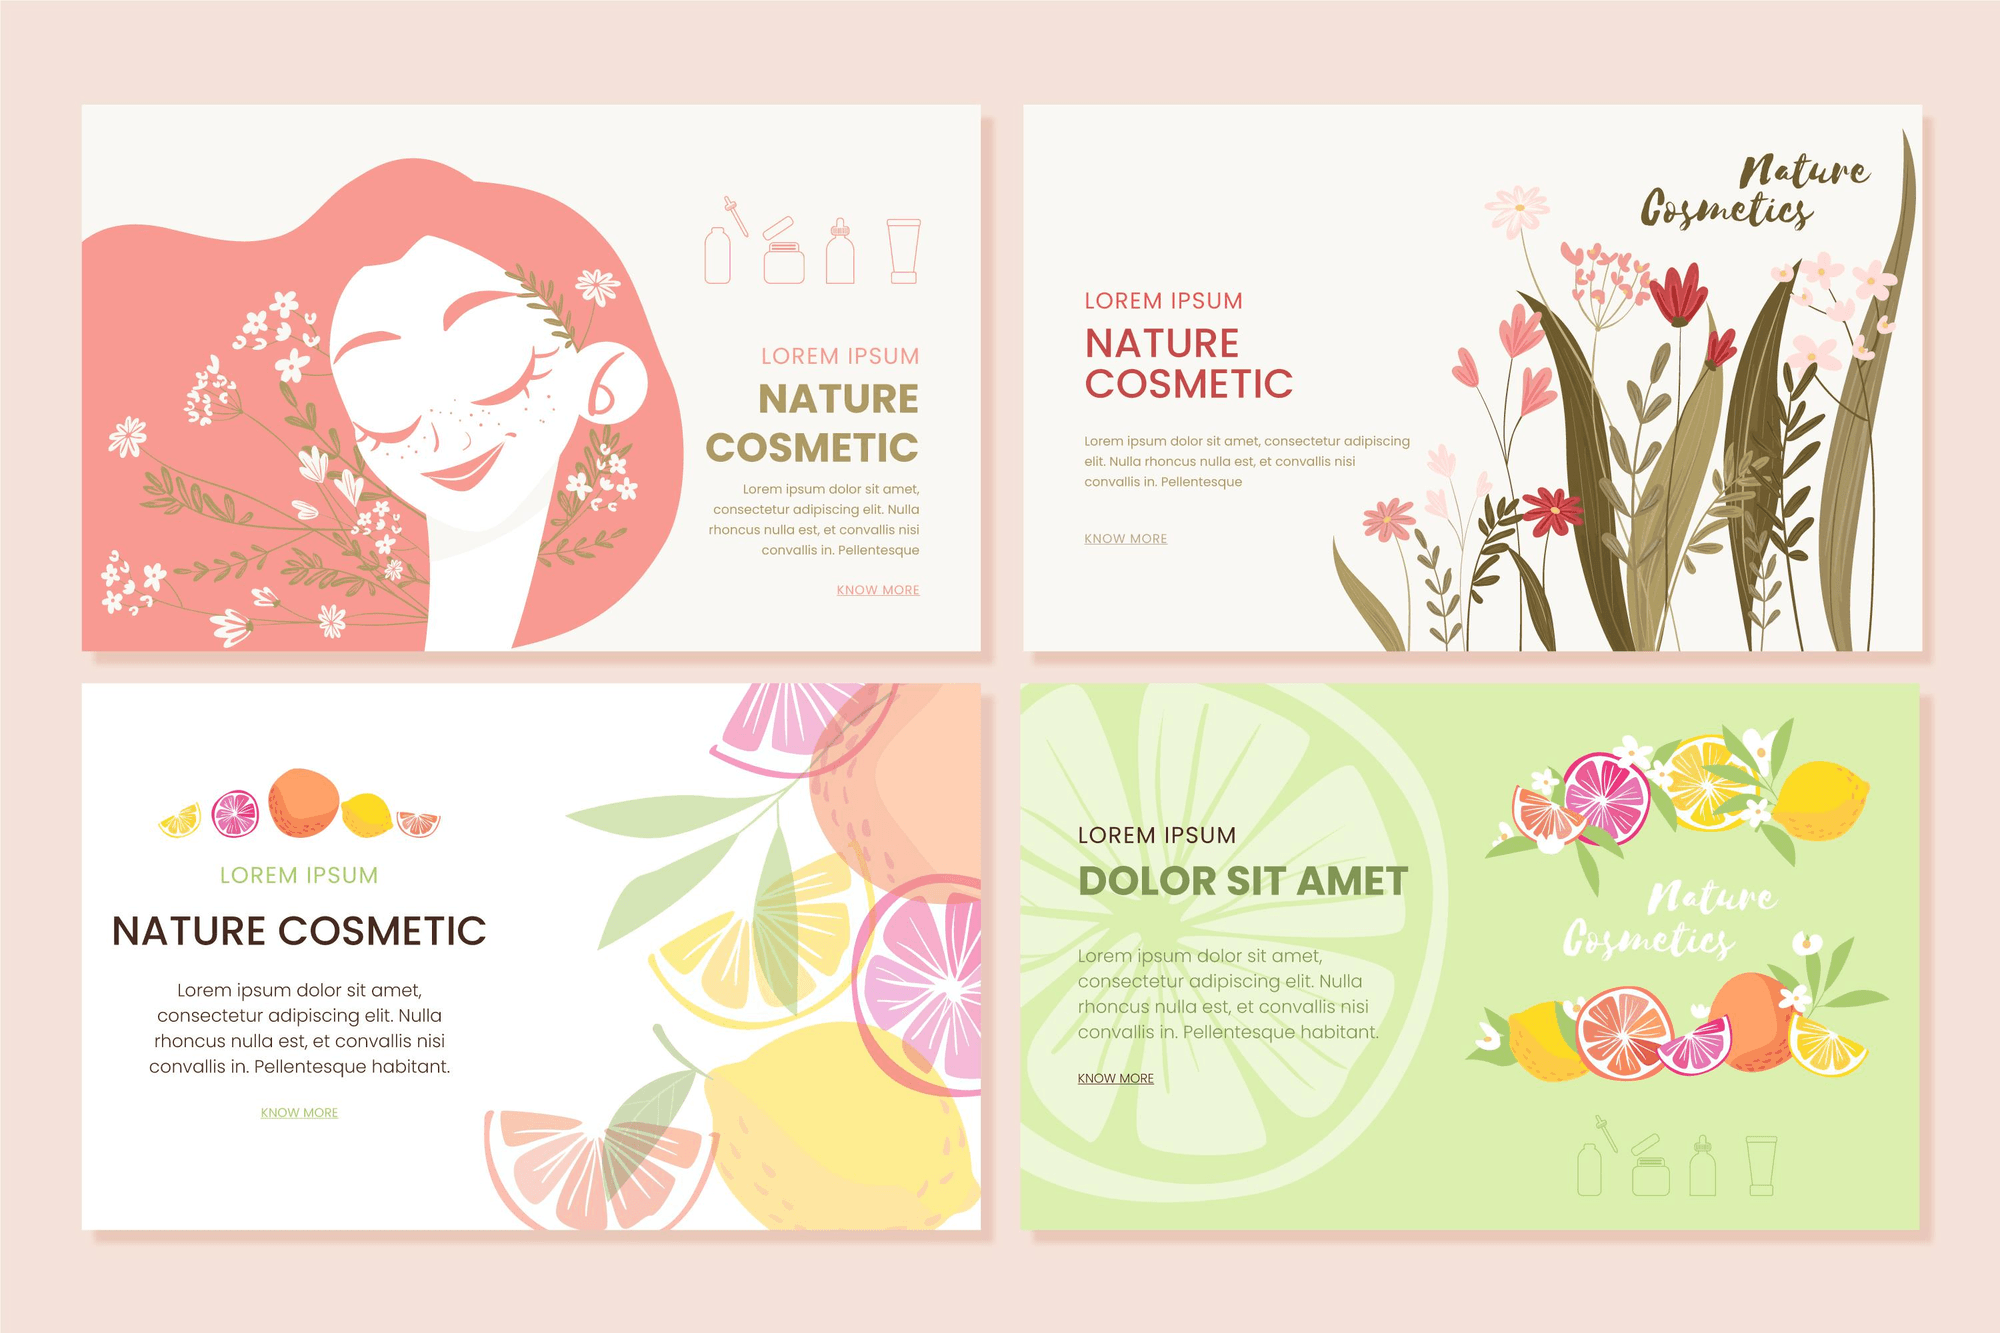 LOREM IPSUM
NATURE
COSMETIC
Lorem ipsum dolor sit amet,
consectetur adipiscing elit. Nulla
rhoncus nulla est, et convallis nisi
convallis in. Pellentesque
KNOW MORE
Nature
Cosmetics
LOREM IPSUM
NATURE
COSMETIC
Lorem ipsum dolor sit amet, consectetur adipiscing
elit. Nulla rhoncus nulla est, et convallis nisi
convallis in. Pellentesque
KNOW MORE
LOREM IPSUM
NATURE COSMETIC
Lorem ipsum dolor sit amet,
consectetur adipiscing elit. Nulla
rhoncus nulla est, et convallis nisi
convallis in. Pellentesque habitant.
KNOW MORE
LOREM IPSUM
DOLOR SIT AMET
Lorem ipsum dolor sit amet,
consectetur adipiscing elit. Nulla
rhoncus nulla est, et convallis nisi
convallis in. Pellentesque habitant.
KNOW MORE
Nature
Cosmetics